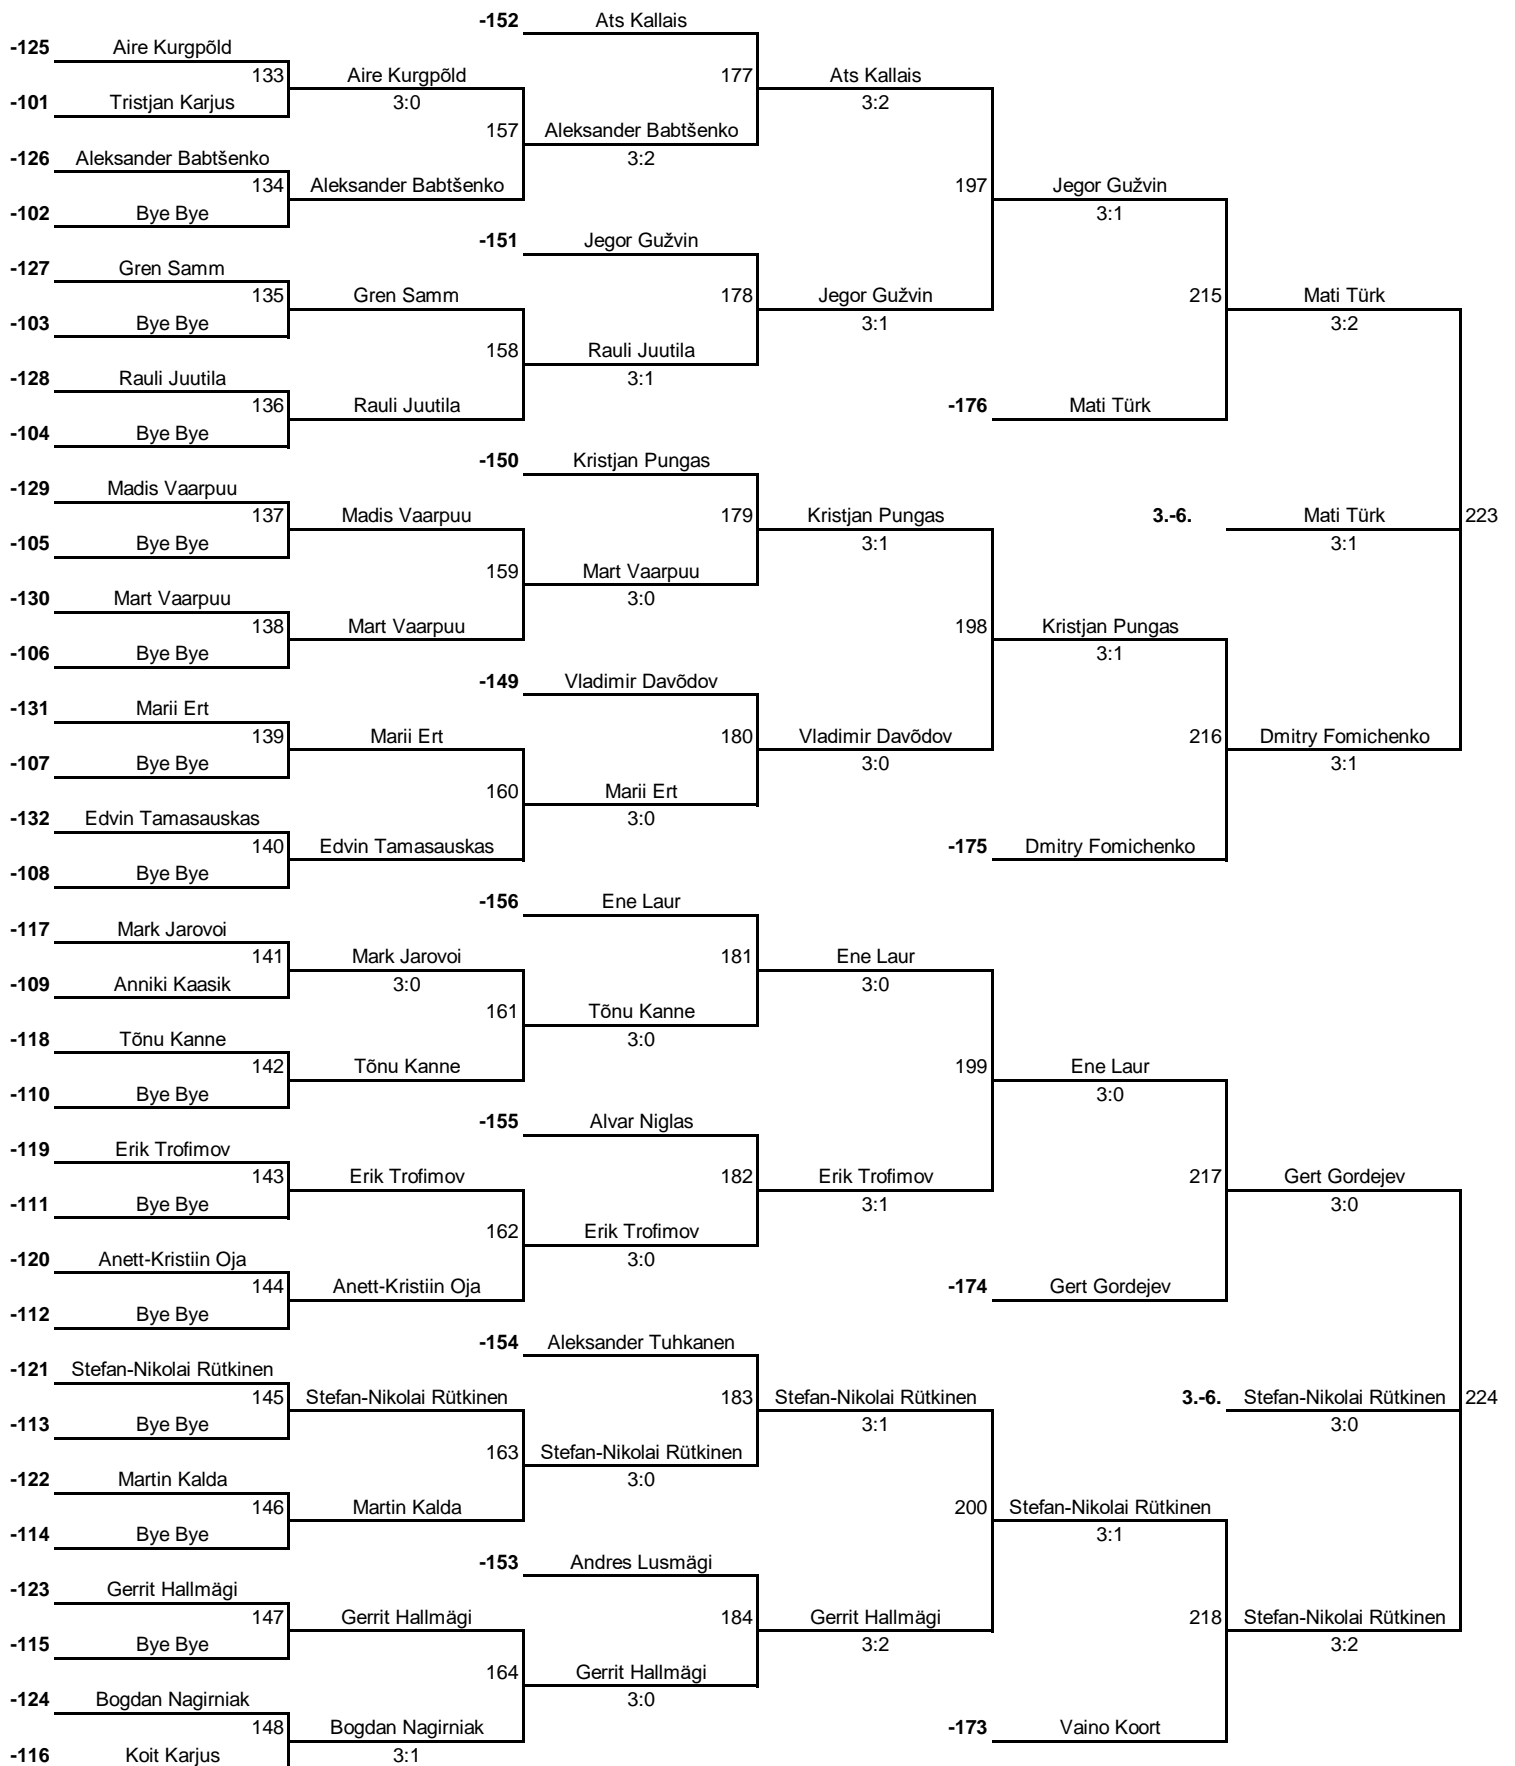 -152 Ats Kallais
-125 Aire Kurgpõld
133 Aire Kurgpõld 177 Ats Kallais
-101 Tristjan Karjus 3:0 3:2
157 Aleksander Babtšenko
-126 Aleksander Babtšenko 3:2
134 Aleksander Babtšenko 197 Jegor Gužvin
-102 Bye Bye 3:1
-151 Jegor Gužvin
-127 Gren Samm
135 Gren Samm 178 Jegor Gužvin 215 Mati Türk
-103 Bye Bye 3:1 3:2
158 Rauli Juutila
-128 Rauli Juutila 3:1
136 Rauli Juutila -176 Mati Türk
-104 Bye Bye
-150 Kristjan Pungas
-129 Madis Vaarpuu
137 Madis Vaarpuu 179 Kristjan Pungas 3.-6. Mati Türk 223
-105 Bye Bye 3:1 3:1
159 Mart Vaarpuu
-130 Mart Vaarpuu 3:0
138 Mart Vaarpuu 198 Kristjan Pungas
-106 Bye Bye 3:1
-149 Vladimir Davõdov
-131 Marii Ert
139 Marii Ert 180 Vladimir Davõdov 216 Dmitry Fomichenko
-107 Bye Bye 3:0 3:1
160 Marii Ert
-132 Edvin Tamasauskas 3:0
140 Edvin Tamasauskas -175 Dmitry Fomichenko
-108 Bye Bye
-156 Ene Laur
-117 Mark Jarovoi
141 Mark Jarovoi 181 Ene Laur
-109 Anniki Kaasik 3:0 3:0
161 Tõnu Kanne
-118 Tõnu Kanne 3:0
142 Tõnu Kanne 199 Ene Laur
-110 Bye Bye 3:0
-155 Alvar Niglas
-119 Erik Trofimov
143 Erik Trofimov 182 Erik Trofimov 217 Gert Gordejev
-111 Bye Bye 3:1 3:0
162 Erik Trofimov
-120 Anett-Kristiin Oja 3:0
144 Anett-Kristiin Oja -174 Gert Gordejev
-112 Bye Bye
-154 Aleksander Tuhkanen
-121 Stefan-Nikolai Rütkinen
145 Stefan-Nikolai Rütkinen 183 Stefan-Nikolai Rütkinen 3.-6. Stefan-Nikolai Rütkinen 224
-113 Bye Bye 3:1 3:0
163 Stefan-Nikolai Rütkinen
-122 Martin Kalda 3:0
146 Martin Kalda 200 Stefan-Nikolai Rütkinen
-114 Bye Bye 3:1
-153 Andres Lusmägi
-123 Gerrit Hallmägi
147 Gerrit Hallmägi 184 Gerrit Hallmägi 218 Stefan-Nikolai Rütkinen
-115 Bye Bye 3:2 3:2
164 Gerrit Hallmägi
-124 Bogdan Nagirniak 3:0
148 Bogdan Nagirniak -173 Vaino Koort
-116 Koit Karjus 3:1